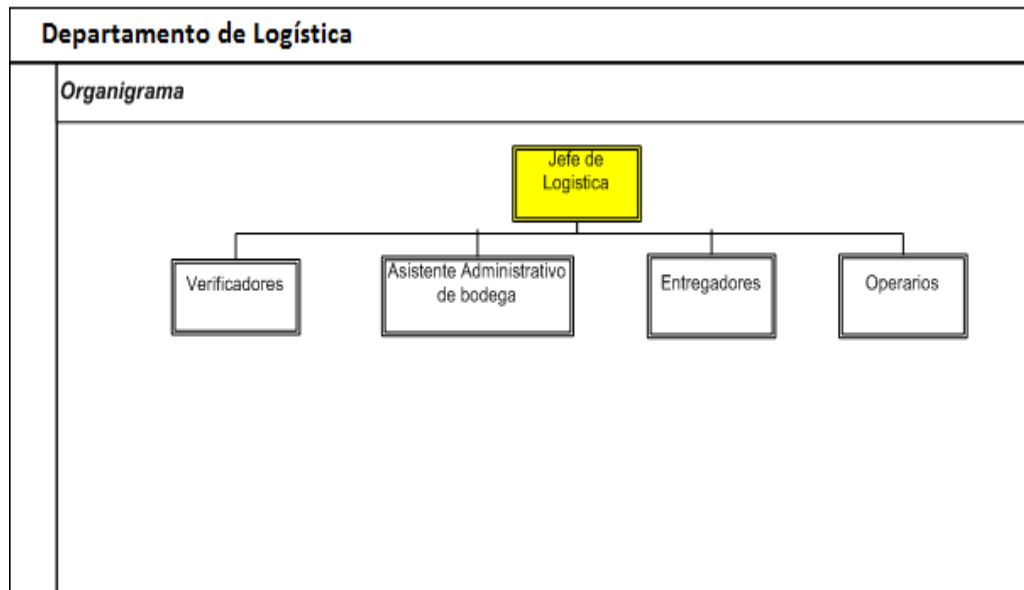 Departamento de Logística
Organigrama
Jefe de
Logistica
Verificadores
Asistente Administrativo
de bodega
Entregadores
Operarios